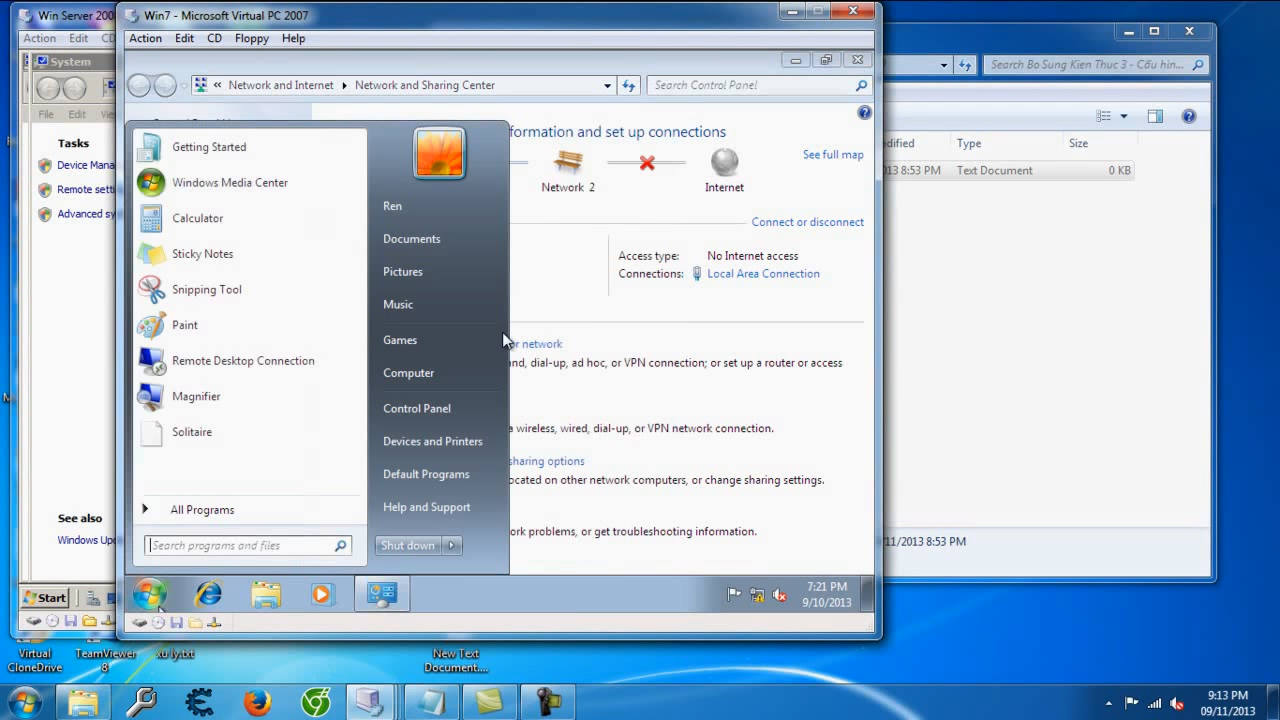 Win Server 200
Win7 - Microsoft Virtual PC 2007
Action Edit CD
Action Edit CD Floppy Help
System
File Edit
Network and Internet Network and Sharing Center
Search Control Panel
Search Bo Sung Kien Thuc 3 - Cấu hìn...
Tasks
Device Mana
Remote setti
Advanced sy
See also
Windows Up
Start
Getting Started
Windows Media Center
Calculator
Sticky Notes
Snipping Tool
Paint
Remote Desktop Connection
Magnifier
Solitaire
All Programs
Search programs and files
Ren
Documents
Pictures
Music
Games
Computer
Control Panel
Devices and Printers
Default Programs
Help and Support
Shut down
formation and set up connections
See full map
Network 2
Internet
Connect or disconnect
Access type: No Internet access
Connections: Local Area Connection
or network
and, dial-up, ad hoc, or VPN connection; or set up a router or access
a wireless, wired, dial-up, or VPN network connection.
sharing options
ocated on other network computers, or change sharing settings.
ork problems, or get troubleshooting information.
7:21 PM
9/10/2013
dified Type Size
13 8:53 PM Text Document 0 KB
/11/2013 8:53 PM
Virtual
CloneDrive
TeamViewer
8
xu ly.txt
New Text
Document....
9:13 PM
09/11/2013